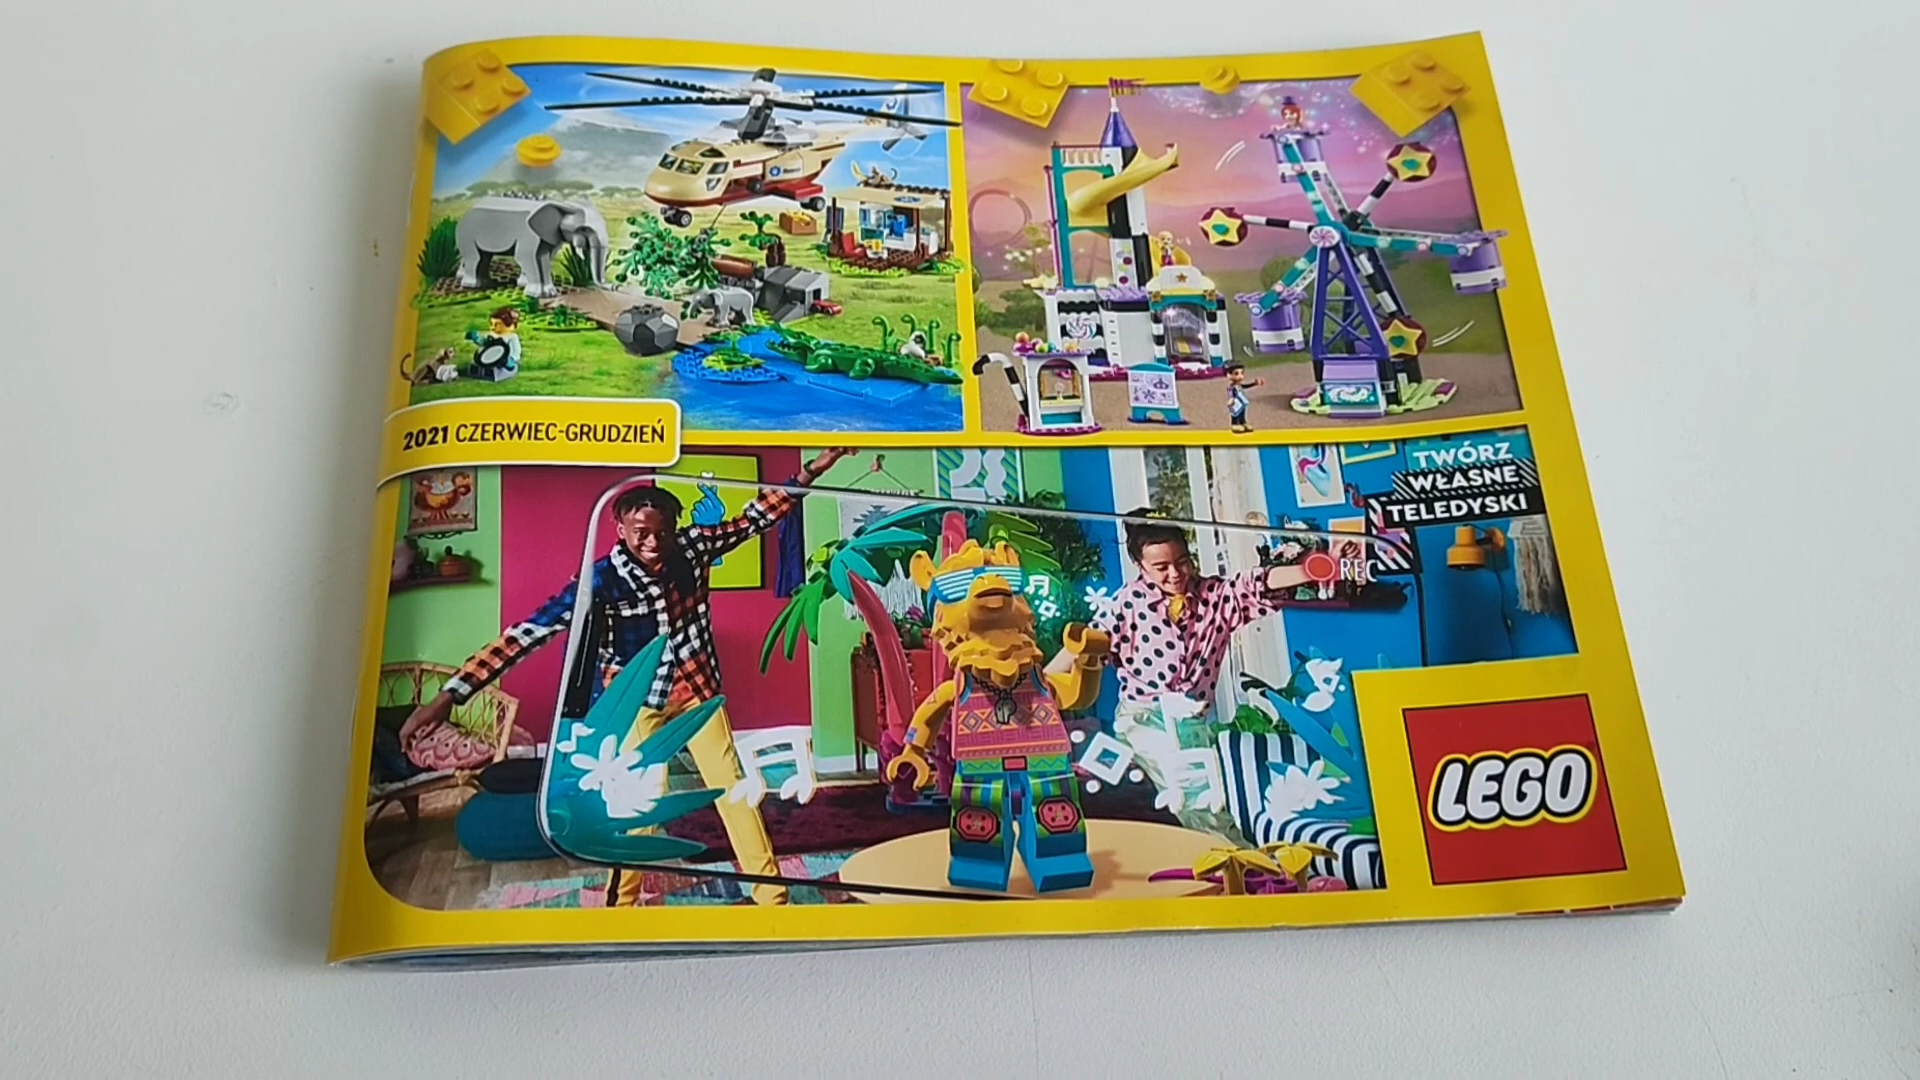 2021 CZERWIEC-GRUDZIEŃ
TWÓRZ
WŁASNE
TELEDYSKI
REC
LEGO